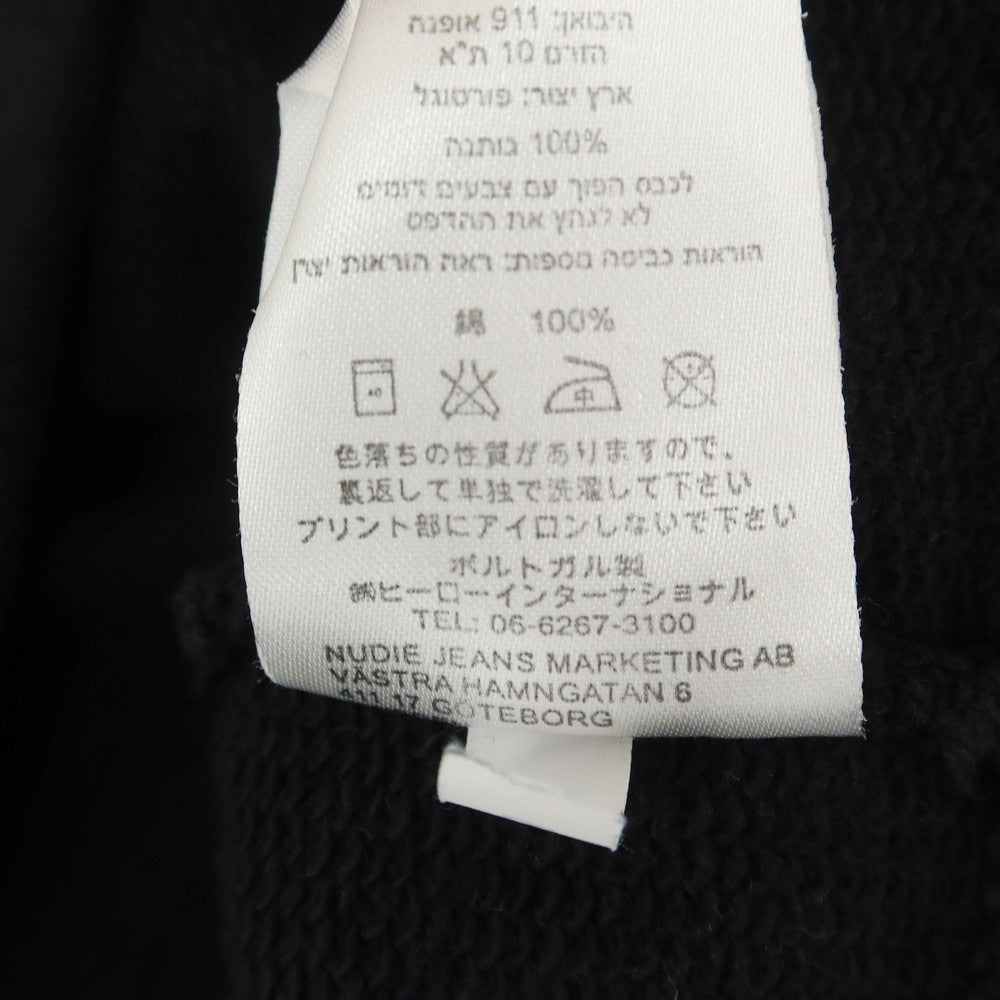 היבואן: 911 אופנה
הזרם 10 ת"א
ארץ יצור: פורטוגל
100% כותנה
לכבס הפוך עם צבעים דומים
לא לגהץ את ההדפס
הוראות כביסה נוספות: ראה הוראות יצרן
綿 100%
40 中
色落ちの性質がありますので、
裏返して単独で洗濯して下さい
プリント部にアイロンしないで下さい
ポルトガル製
㈱ヒーローインターナショナル
TEL: 06-6267-3100
NUDIE JEANS MARKETING AB
VÄSTRA HAMNGATAN 6
411 17 GÖTEBORG